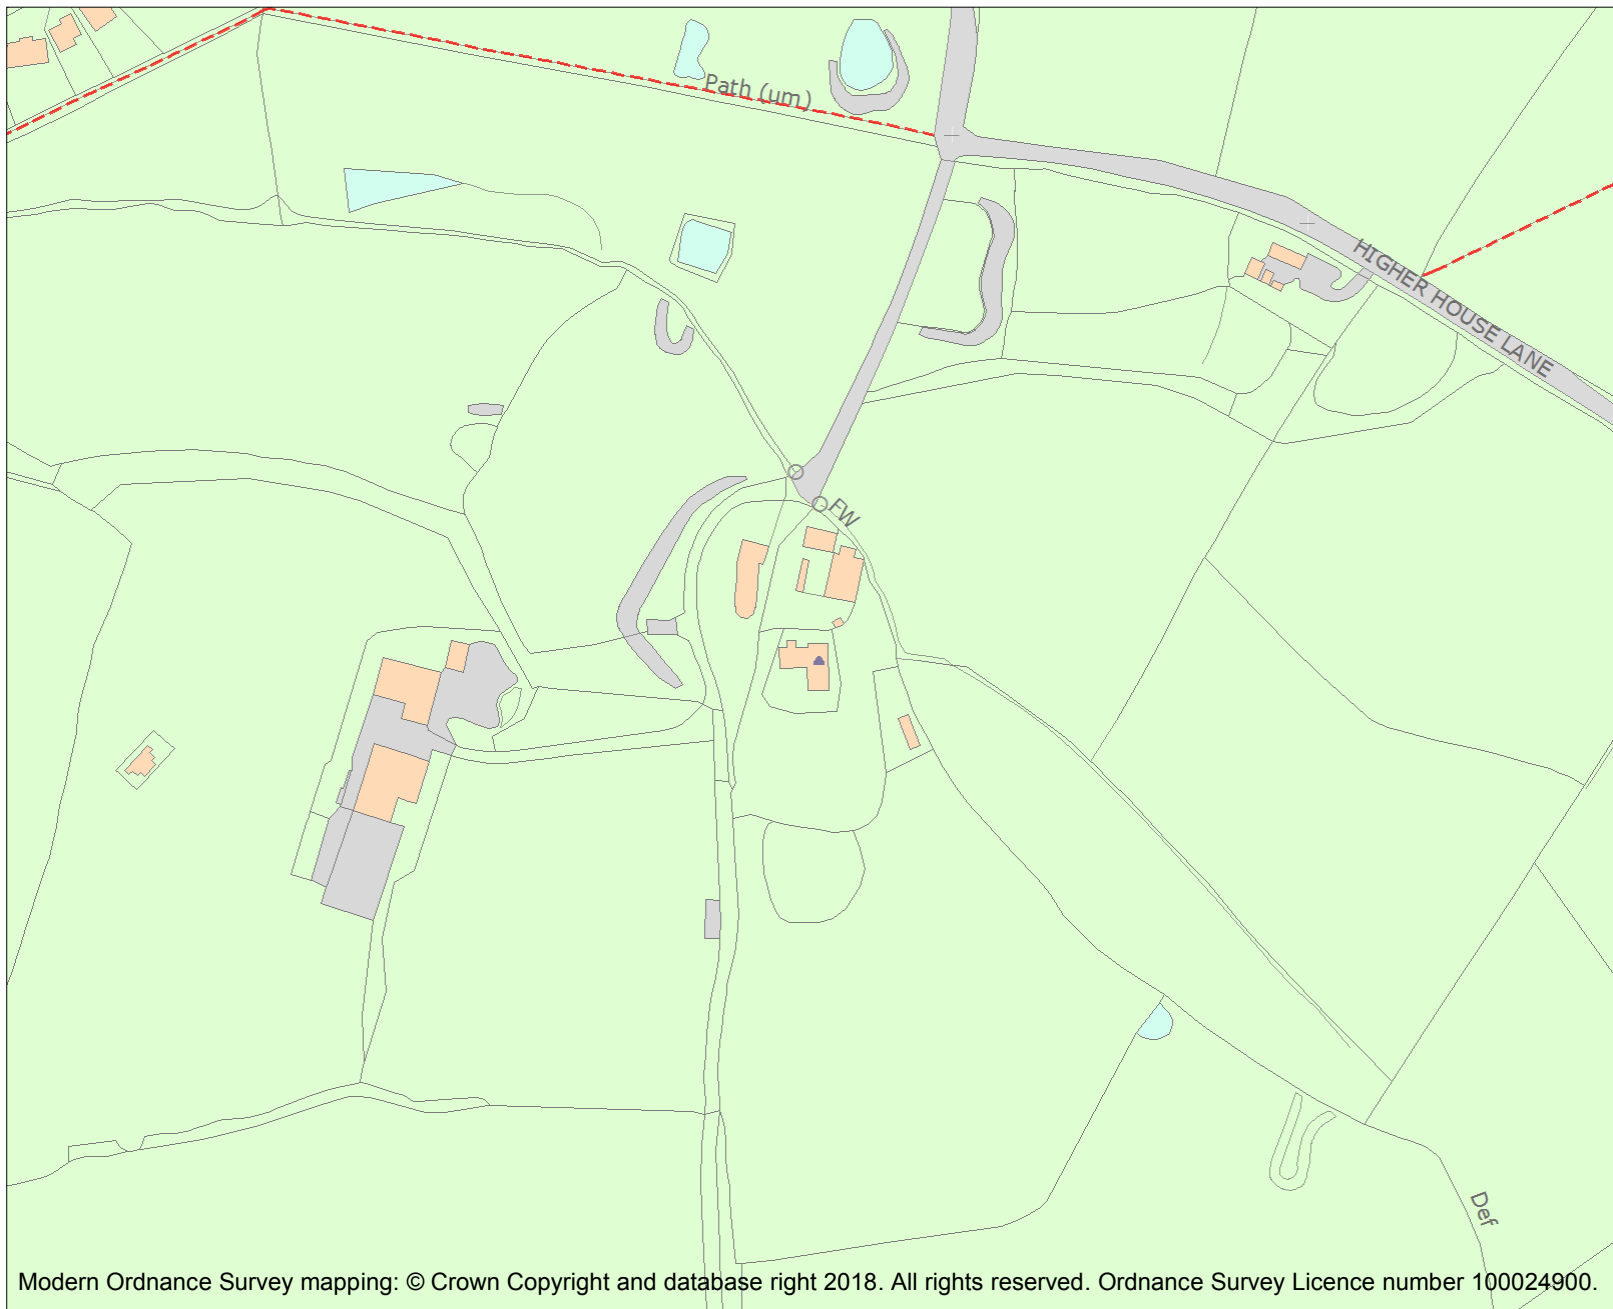 Path (um)
HIGHER HOUSE LANE
FW
Def
Modern Ordnance Survey mapping: © Crown Copyright and database right 2018. All rights reserved. Ordnance Survey Licence number 100024900.